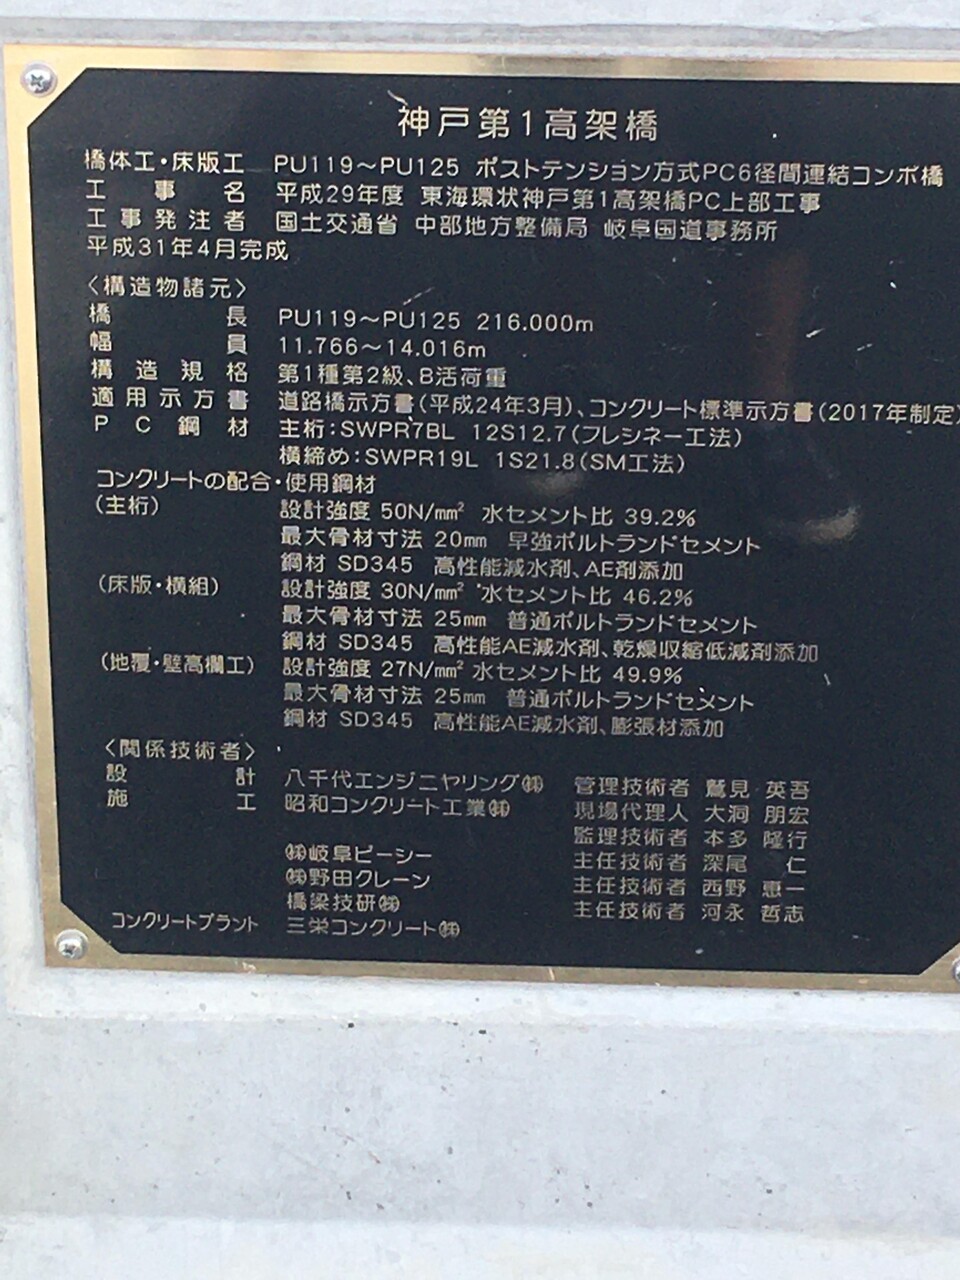 神戸第1高架橋
橋体工・床版工 PU119～PU125 ポストテンション方式PC6径間連結コンポ橋
工事名 平成29年度 東海環状神戸第1高架橋PC上部工事
工事発注者 国土交通省 中部地方整備局 岐阜国道事務所
平成31年4月完成
〈構造物諸元〉
橋長 PU119～PU125 216.000m
幅員 11.766～14.016m
構造規格 第1種第2級、B活荷重
適用示方書 道路橋示方書(平成24年3月)、コンクリート標準示方書(2017年制定)
PC鋼材 主桁：SWPR7BL 12S12.7(フレシネー工法)
横締め：SWPR19L 1S21.8(SM工法)
コンクリートの配合・使用鋼材
(主桁) 設計強度 50N/mm² 水セメント比 39.2%
最大骨材寸法 20mm 早強ポルトランドセメント
鋼材 SD345 高性能減水剤、AE剤添加
(床版・横組) 設計強度 30N/mm² 水セメント比 46.2%
最大骨材寸法 25mm 普通ポルトランドセメント
鋼材 SD345 高性能AE減水剤、乾燥収縮低減剤添加
(地覆・壁高欄工) 設計強度 27N/mm² 水セメント比 49.9%
最大骨材寸法 25mm 普通ポルトランドセメント
鋼材 SD345 高性能AE減水剤、膨張材添加
〈関係技術者〉
設計 八千代エンジニヤリング㈱ 管理技術者 鷲見 英吾
施工 昭和コンクリート工業㈱ 現場代理人 大洞 朋宏
監理技術者 本多 隆行
㈱岐阜ピーシー 主任技術者 深尾 仁
㈱野田クレーン 主任技術者 西野 恵一
橋梁技研㈱ 主任技術者 河永 哲志
コンクリートプラント 三栄コンクリート㈱